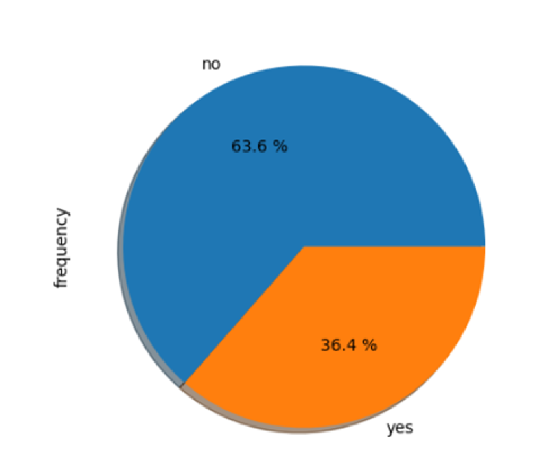 no
63.6 %
frequency
36.4 %
yes